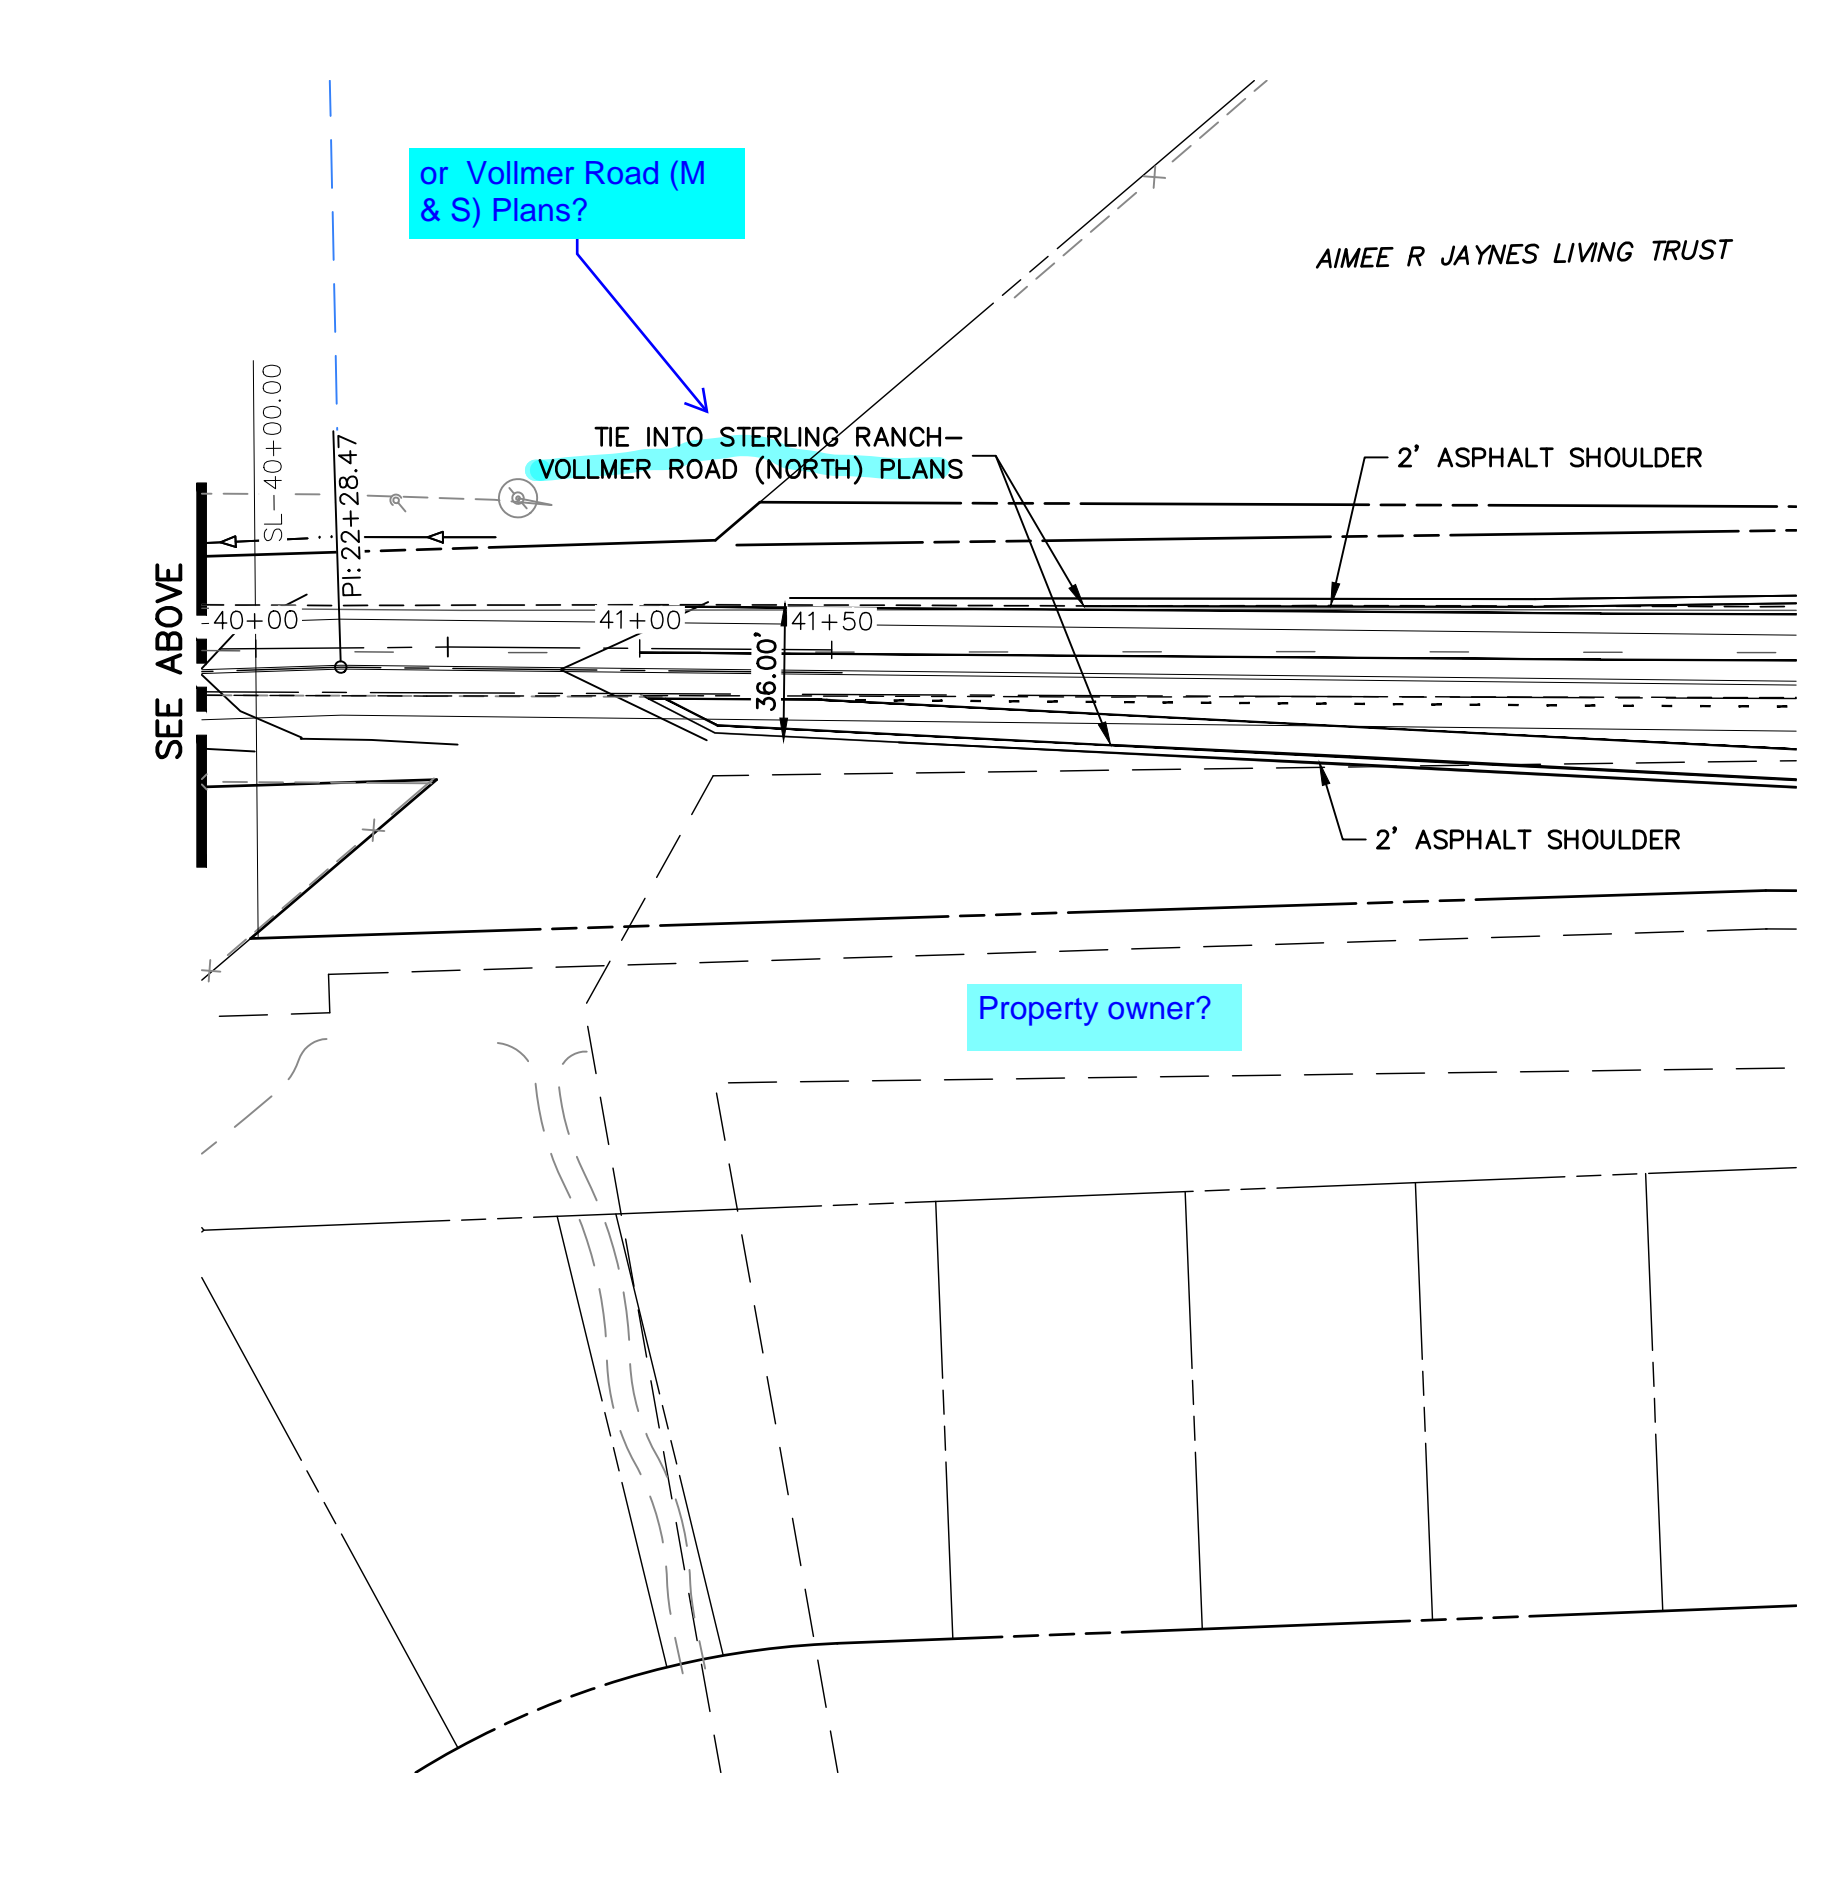 or  Vollmer Road (M
& S) Plans?
AIMEE R JAYNES LIVING TRUST
SL-40+00.00
PI: 22+28.47
TIE INTO STERLING RANCH-
VOLLMER ROAD (NORTH) PLANS
2' ASPHALT SHOULDER
SEE ABOVE
40+00
41+00
41+50
36.00'
2' ASPHALT SHOULDER
Property owner?